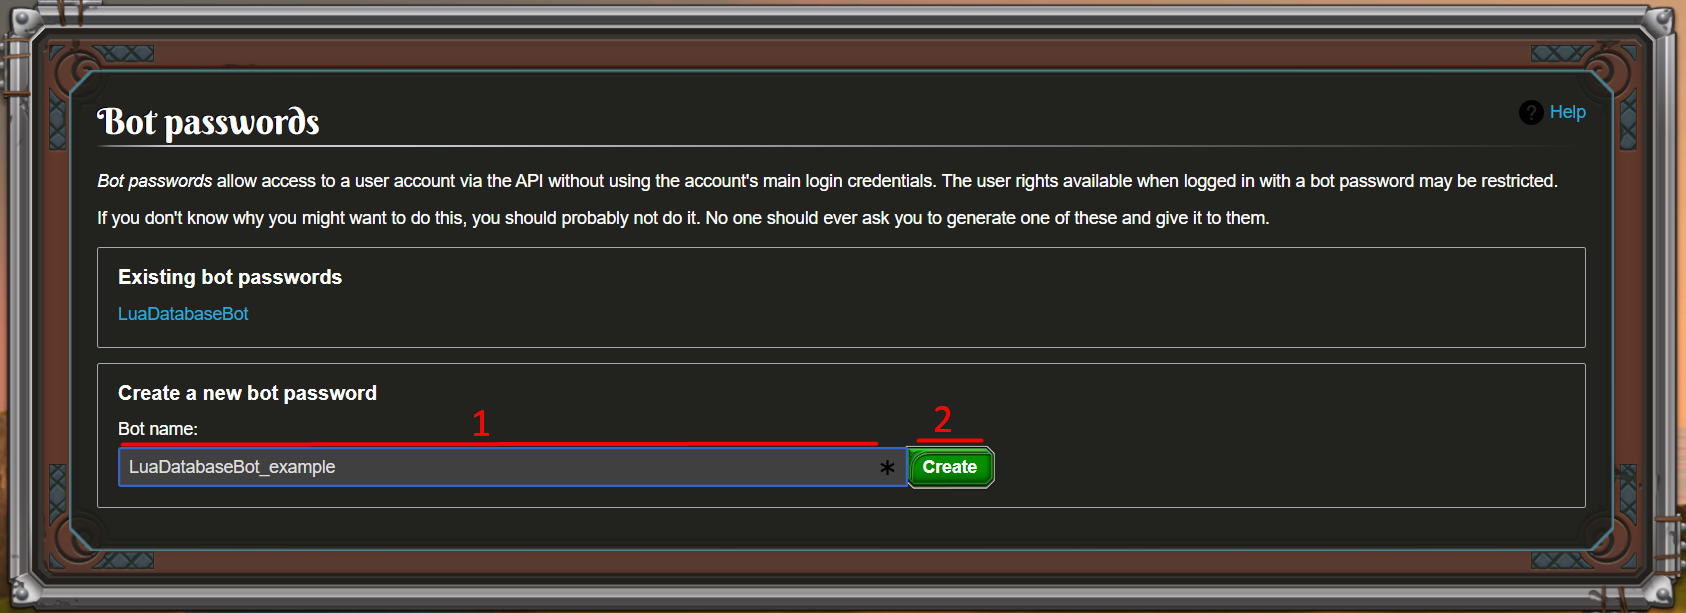 Bot passwords
? Help
Bot passwords allow access to a user account via the API without using the account's main login credentials. The user rights available when logged in with a bot password may be restricted.
If you don't know why you might want to do this, you should probably not do it. No one should ever ask you to generate one of these and give it to them.
Existing bot passwords
LuaDatabaseBot
Create a new bot password
Bot name:
1
2
LuaDatabaseBot_example *
Create